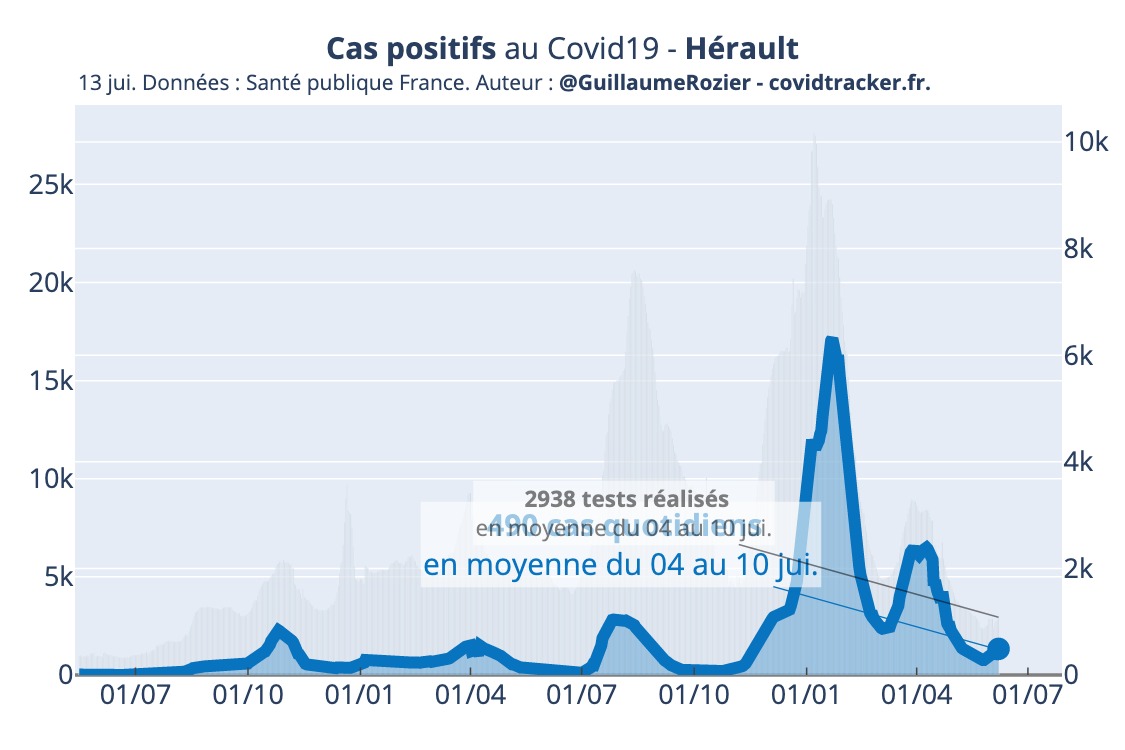 Cas positifs au Covid19 - Hérault
13 jui. Données : Santé publique France. Auteur : @GuillaumeRozier - covidtracker.fr.
10k
25k
8k
20k
6k
15k
4k
10k
2938 tests réalisés
490 cas quotidiens
en moyenne du 04 au 10 jui.
en moyenne du 04 au 10 jui.
5k
2k
0
0
01/07 01/10 01/01 01/04 01/07 01/10 01/01 01/04 01/07